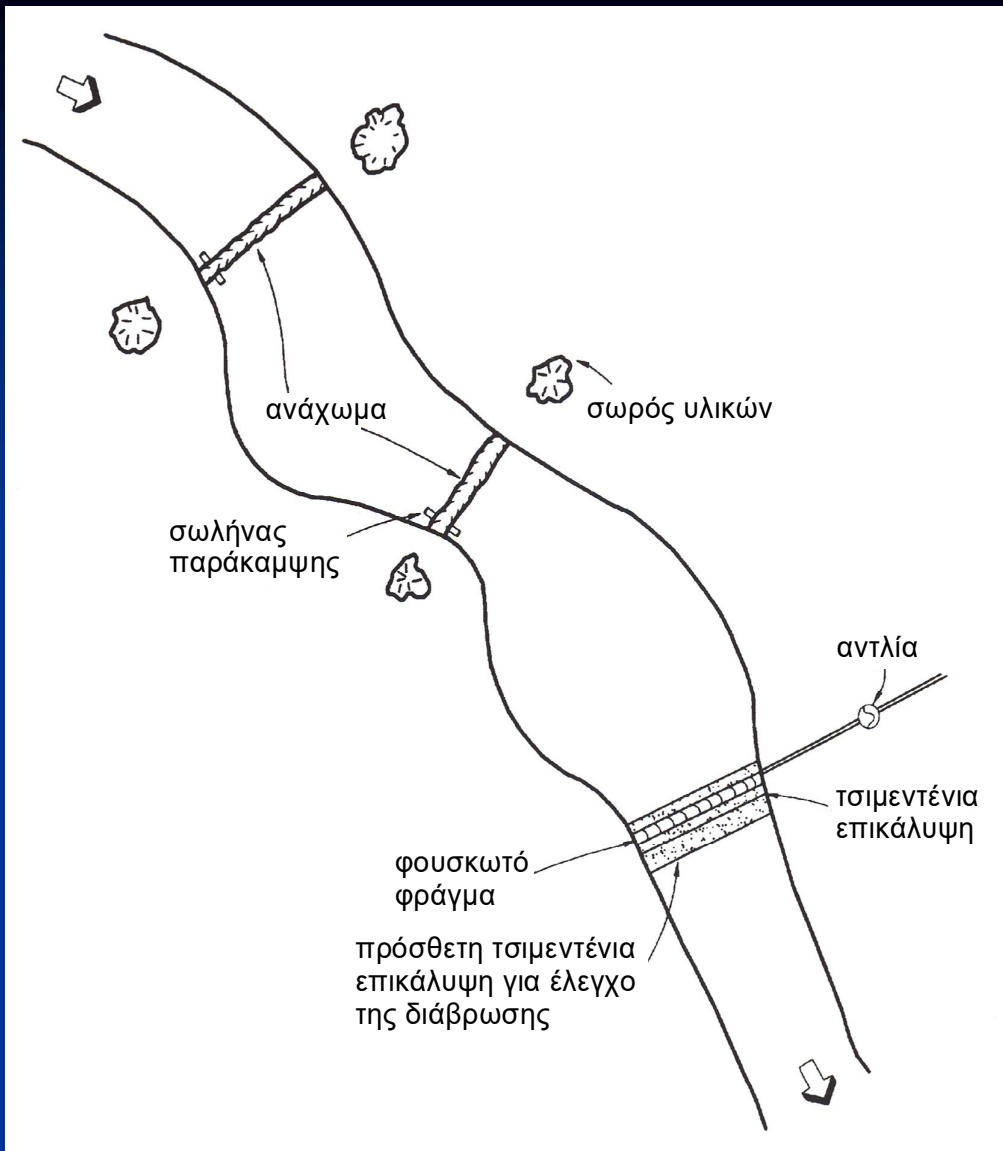 ανάχωμα
σωρός υλικών
σωλήνας
παράκαμψης
αντλία
τσιμεντένια
επικάλυψη
φουσκωτό
φράγμα
πρόσθετη τσιμεντένια
επικάλυψη για έλεγχο
της διάβρωσης